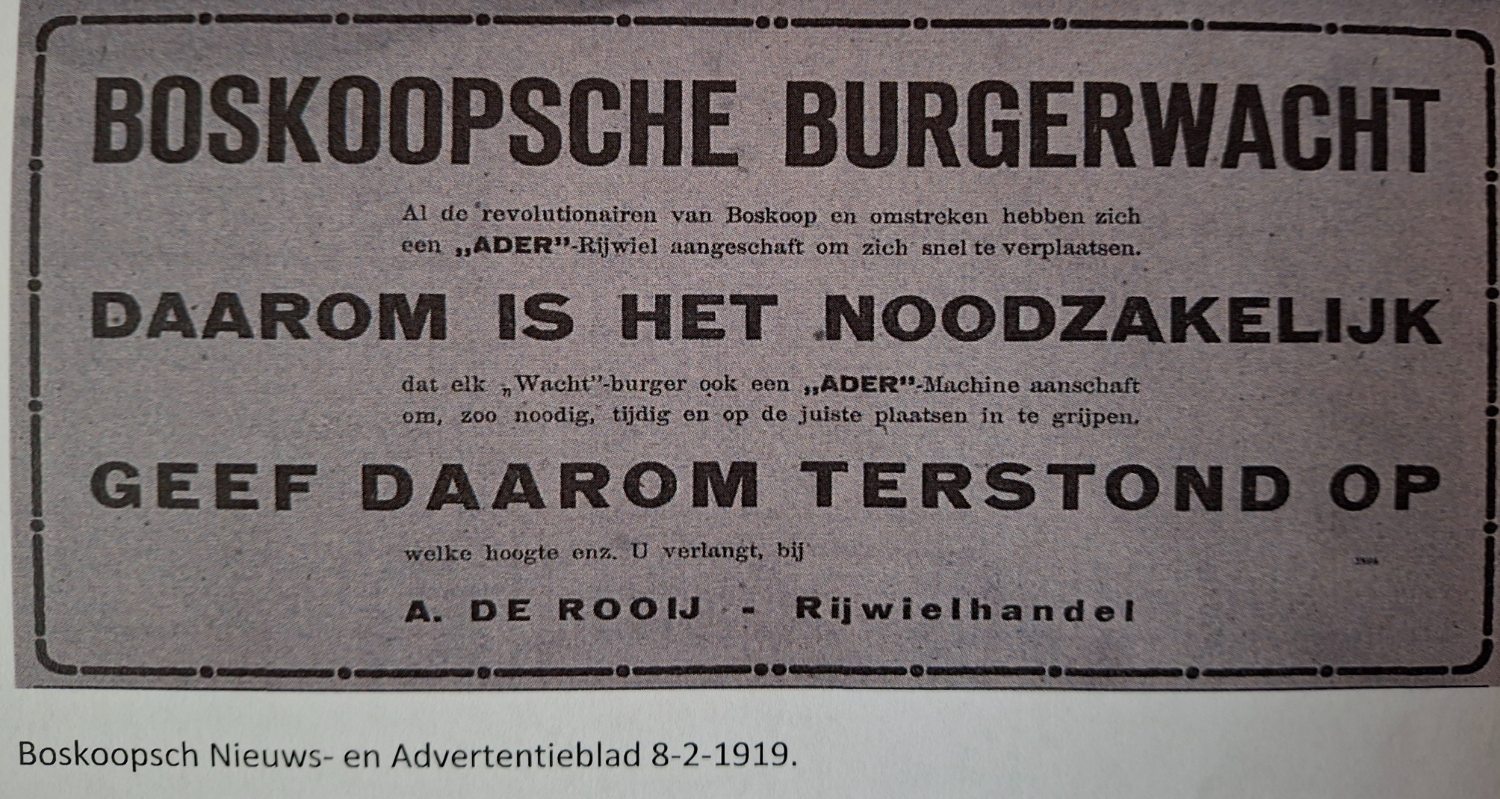 BOSKOOPSCHE BURGERWACHT
Al de revolutionairen van Boskoop en omstreken hebben zich
een „ADER”-Rijwiel aangeschaft om zich snel te verplaatsen.
DAAROM IS HET NOODZAKELIJK
dat elk „Wacht”-burger ook een „ADER”-Machine aanschaft
om, zoo noodig, tijdig en op de juiste plaatsen in te grijpen.
GEEF DAAROM TERSTOND OP
welke hoogte enz. U verlangt, bij
A. DE ROOIJ - Rijwielhandel
Boskoopsch Nieuws- en Advertentieblad 8-2-1919.